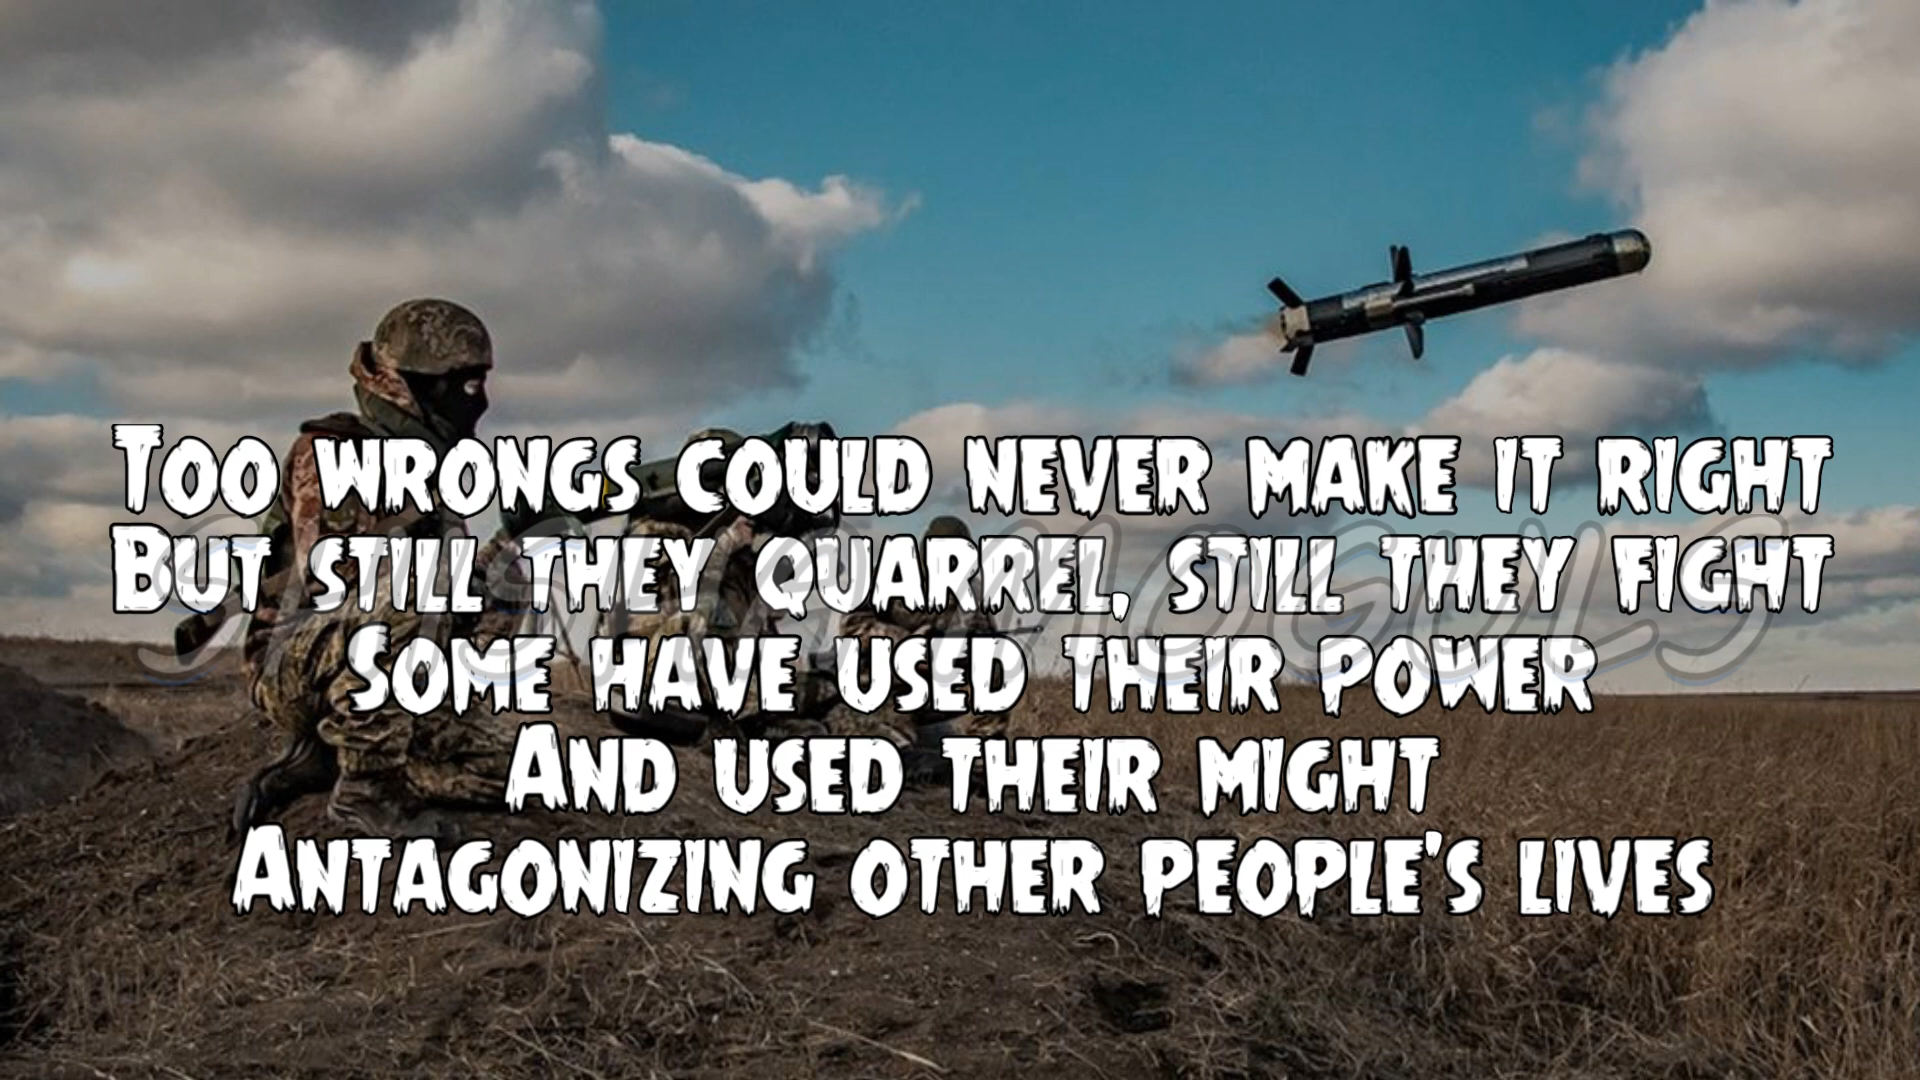 Too wrongs could never make it right
But still they quarrel, still they fight
SHASHAMOGULS
Some have used their power
And used their might
Antagonizing other people's lives